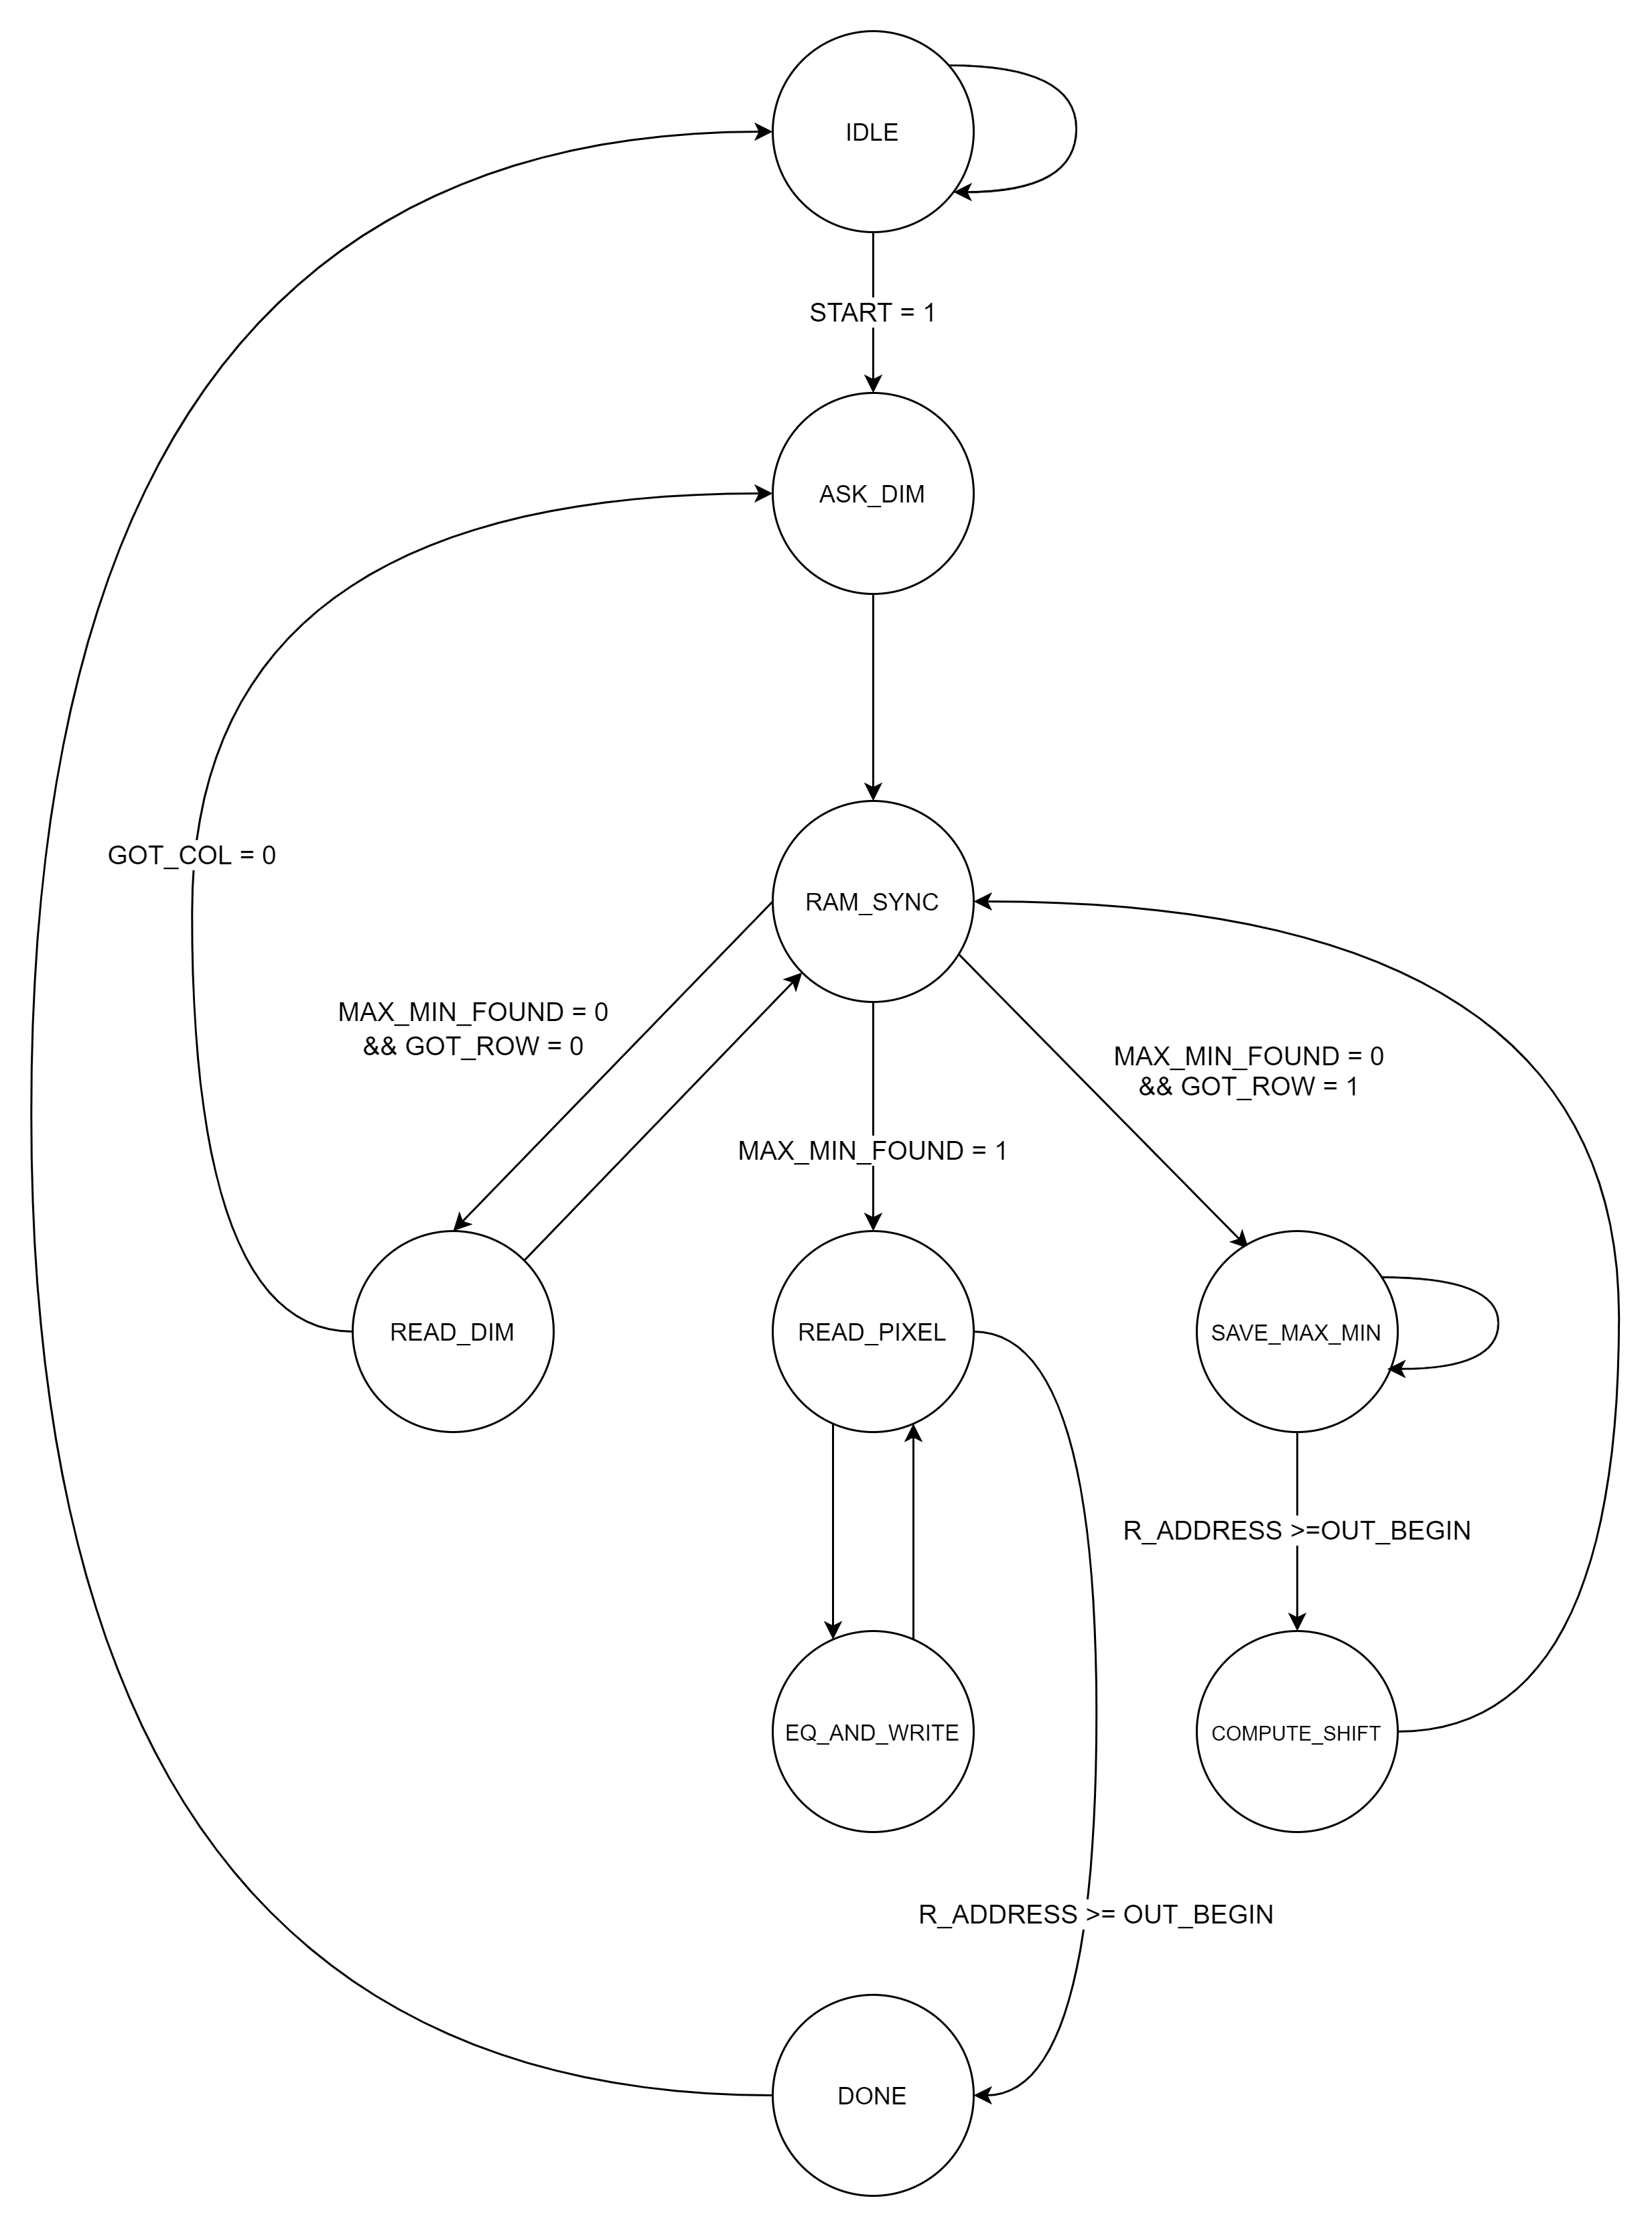 IDLE
START = 1
ASK_DIM
GOT_COL = 0
RAM_SYNC
MAX_MIN_FOUND = 0
&& GOT_ROW = 0
MAX_MIN_FOUND = 0
&& GOT_ROW = 1
MAX_MIN_FOUND = 1
READ_DIM
READ_PIXEL
SAVE_MAX_MIN
R_ADDRESS >=OUT_BEGIN
EQ_AND_WRITE
COMPUTE_SHIFT
R_ADDRESS >= OUT_BEGIN
DONE